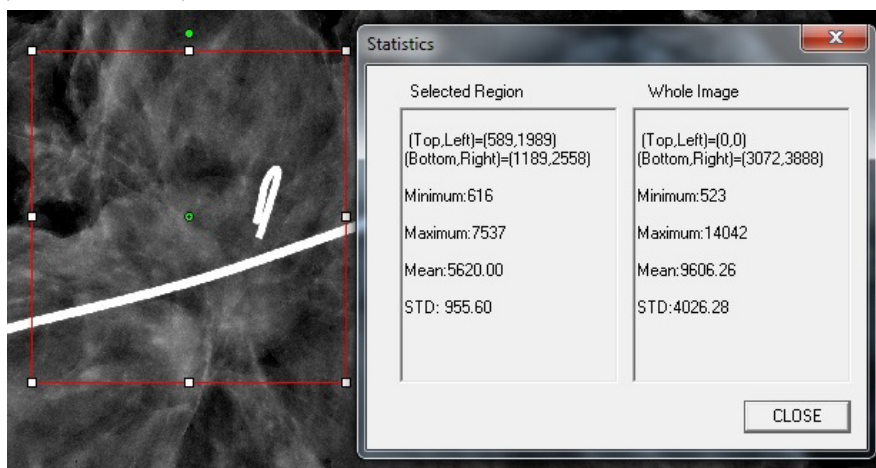 Statistics
Selected Region
(Top,Left)=(589,1989)
(Bottom,Right)=(1189,2558)
Minimum:616
Maximum:7537
Mean:5620.00
STD: 955.60
Whole Image
(Top,Left)=(0,0)
(Bottom,Right)=(3072,3888)
Minimum:523
Maximum:14042
Mean:9606.26
STD:4026.28
CLOSE